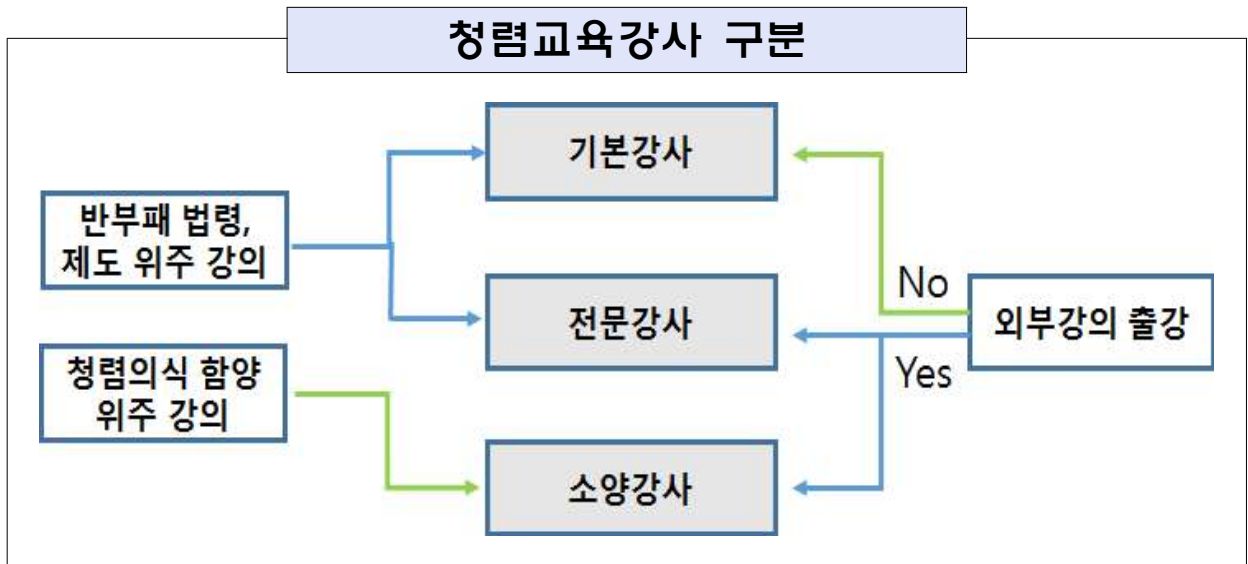 청렴교육강사 구분
기본강사
반부패 법령,
제도 위주 강의
No
전문강사
외부강의 출강
Yes
청렴의식 함양
위주 강의
소양강사